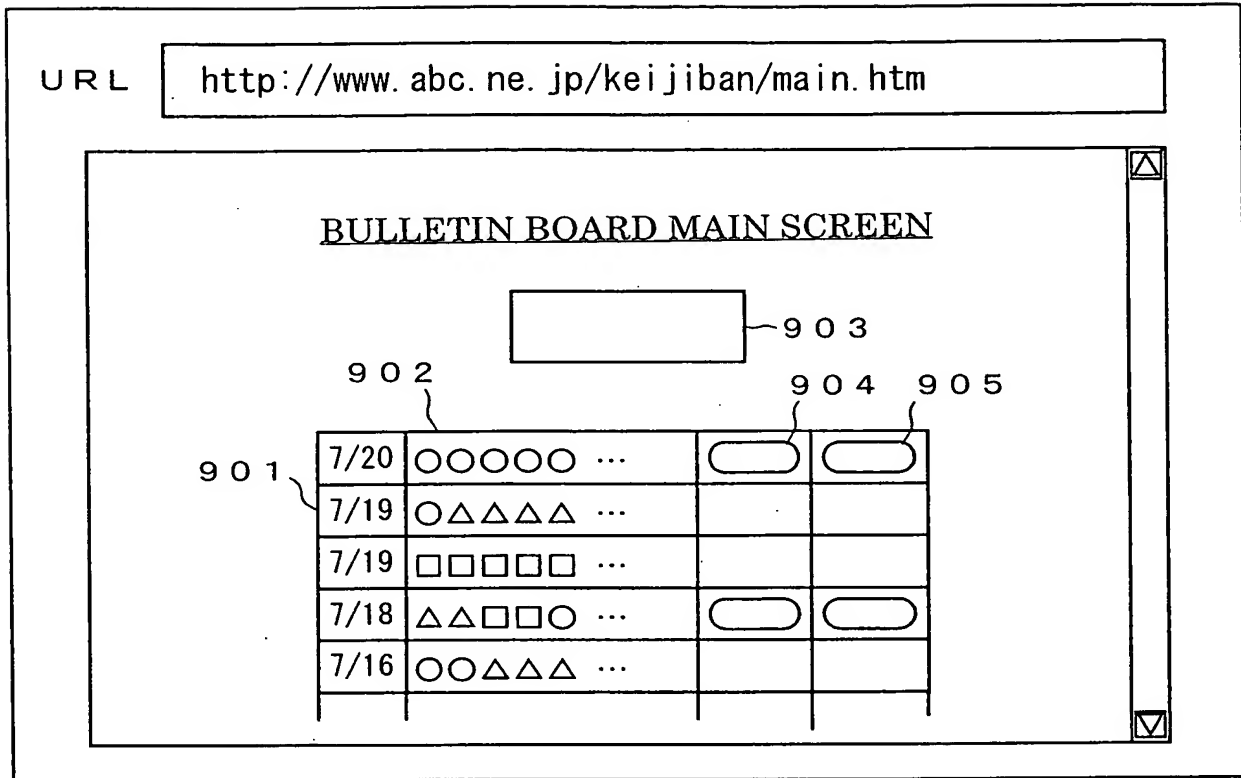 URL http://www.abc.ne.jp/keijiban/main.htm
BULLETIN BOARD MAIN SCREEN
903
902 904 905
901
7/20 ○○○○○ …
7/19 ○△△△△ …
7/19 □□□□□ …
7/18 △△□□○ …
7/16 ○○△△△ …